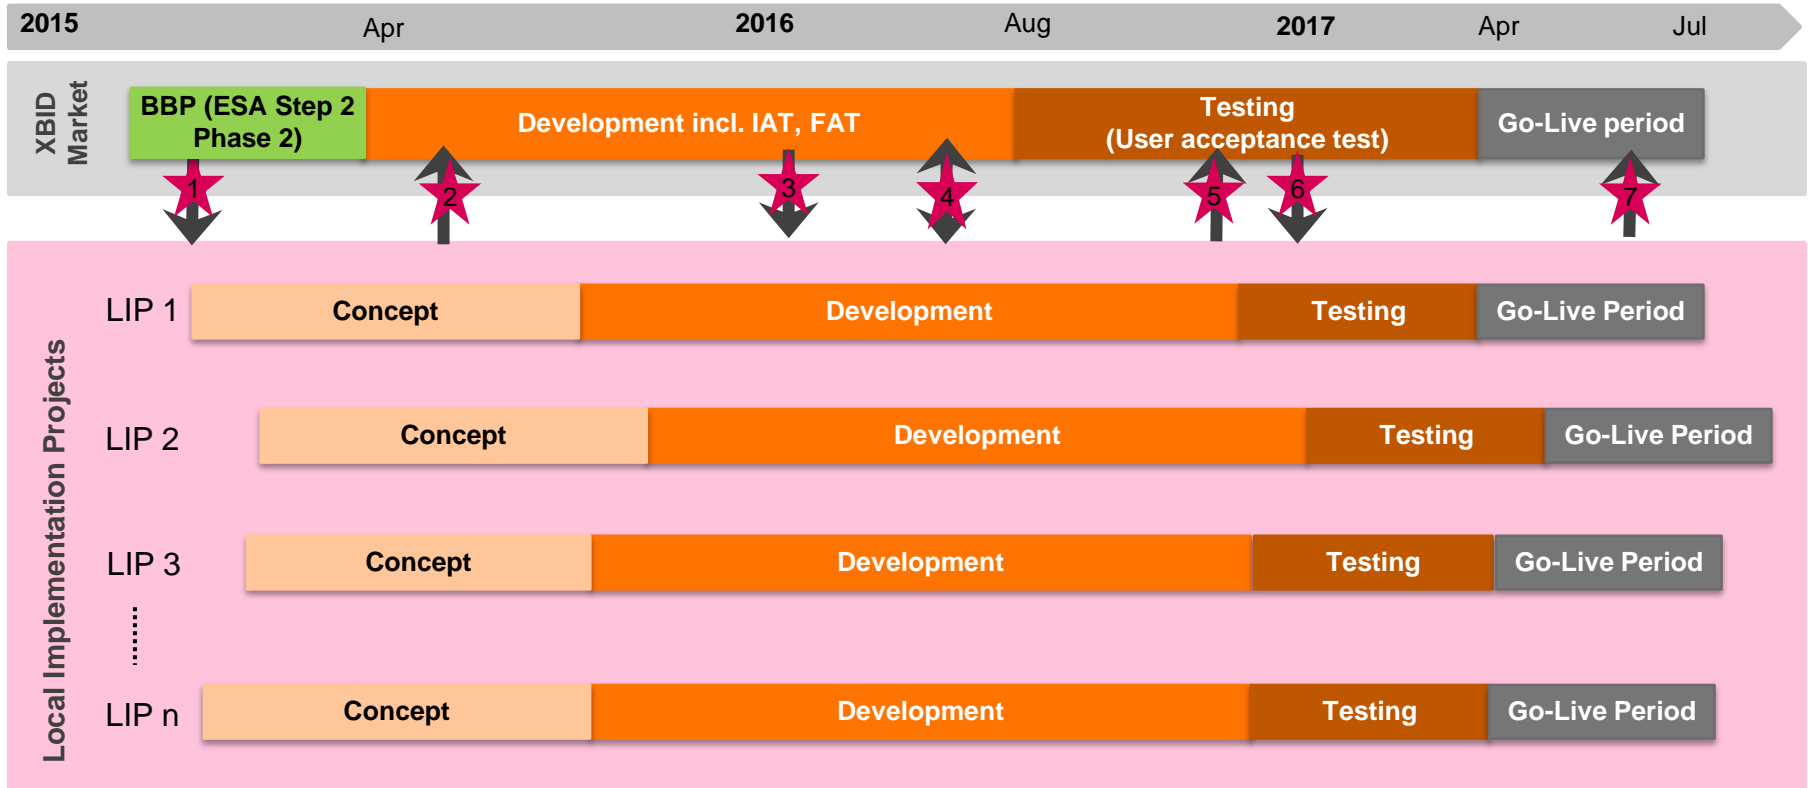 2015 Apr 2016 Aug 2017 Apr Jul
XBID
Market
BBP (ESA Step 2
Phase 2)
Development incl. IAT, FAT
Testing
(User acceptance test)
Go-Live period
1 2 3 4 5 6 7
Local Implementation Projects
LIP 1 Concept Development Testing Go-Live Period
LIP 2 Concept Development Testing Go-Live Period
LIP 3 Concept Development Testing Go-Live Period
LIP n Concept Development Testing Go-Live Period